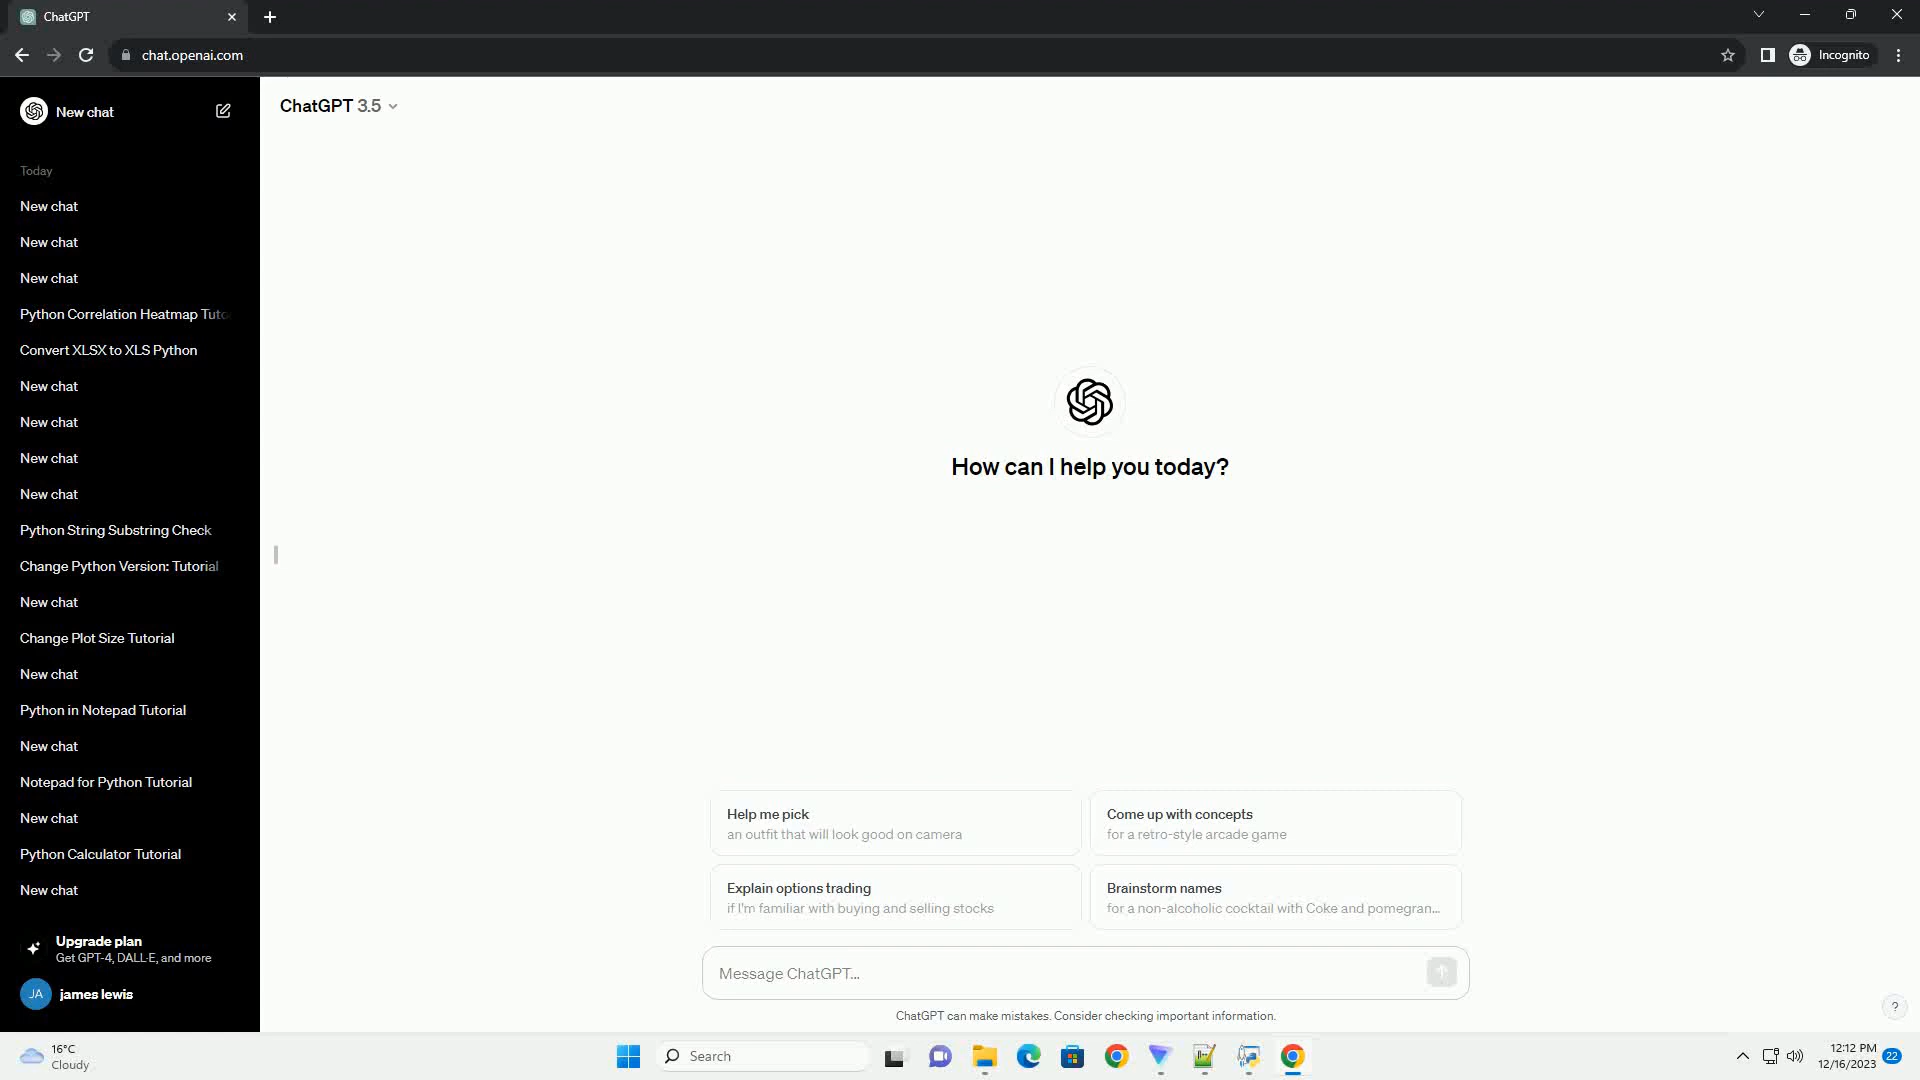 ChatGPT
chat.openai.com
Incognito
New chat
ChatGPT 3.5
Today
New chat
New chat
New chat
Python Correlation Heatmap Tuto
Convert XLSX to XLS Python
New chat
New chat
New chat
New chat
Python String Substring Check
Change Python Version: Tutorial
New chat
Change Plot Size Tutorial
New chat
Python in Notepad Tutorial
New chat
Notepad for Python Tutorial
New chat
Python Calculator Tutorial
New chat
Upgrade plan
Get GPT-4, DALL·E, and more
JA
james lewis
How can I help you today?
Help me pick
an outfit that will look good on camera
Come up with concepts
for a retro-style arcade game
Explain options trading
if I'm familiar with buying and selling stocks
Brainstorm names
for a non-alcoholic cocktail with Coke and pomegran...
Message ChatGPT...
ChatGPT can make mistakes. Consider checking important information.
?
16°C
Cloudy
Search
12:12 PM
12/16/2023
22